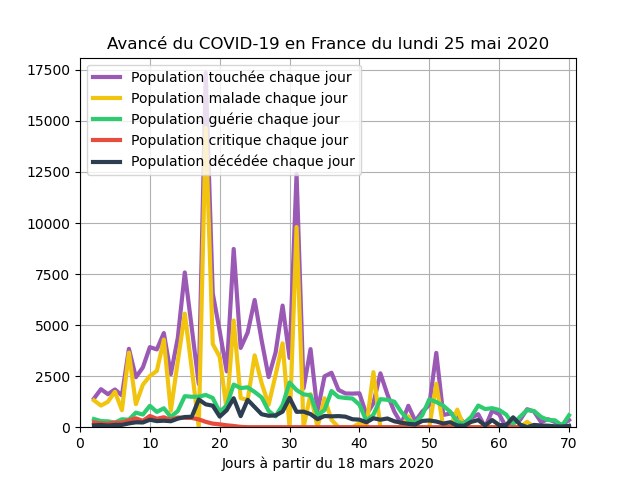 Avancé du COVID-19 en France du lundi 25 mai 2020
17500
15000
12500
10000
7500
5000
2500
0
Population touchée chaque jour
Population malade chaque jour
Population guérie chaque jour
Population critique chaque jour
Population décédée chaque jour
0 10 20 30 40 50 60 70
Jours à partir du 18 mars 2020